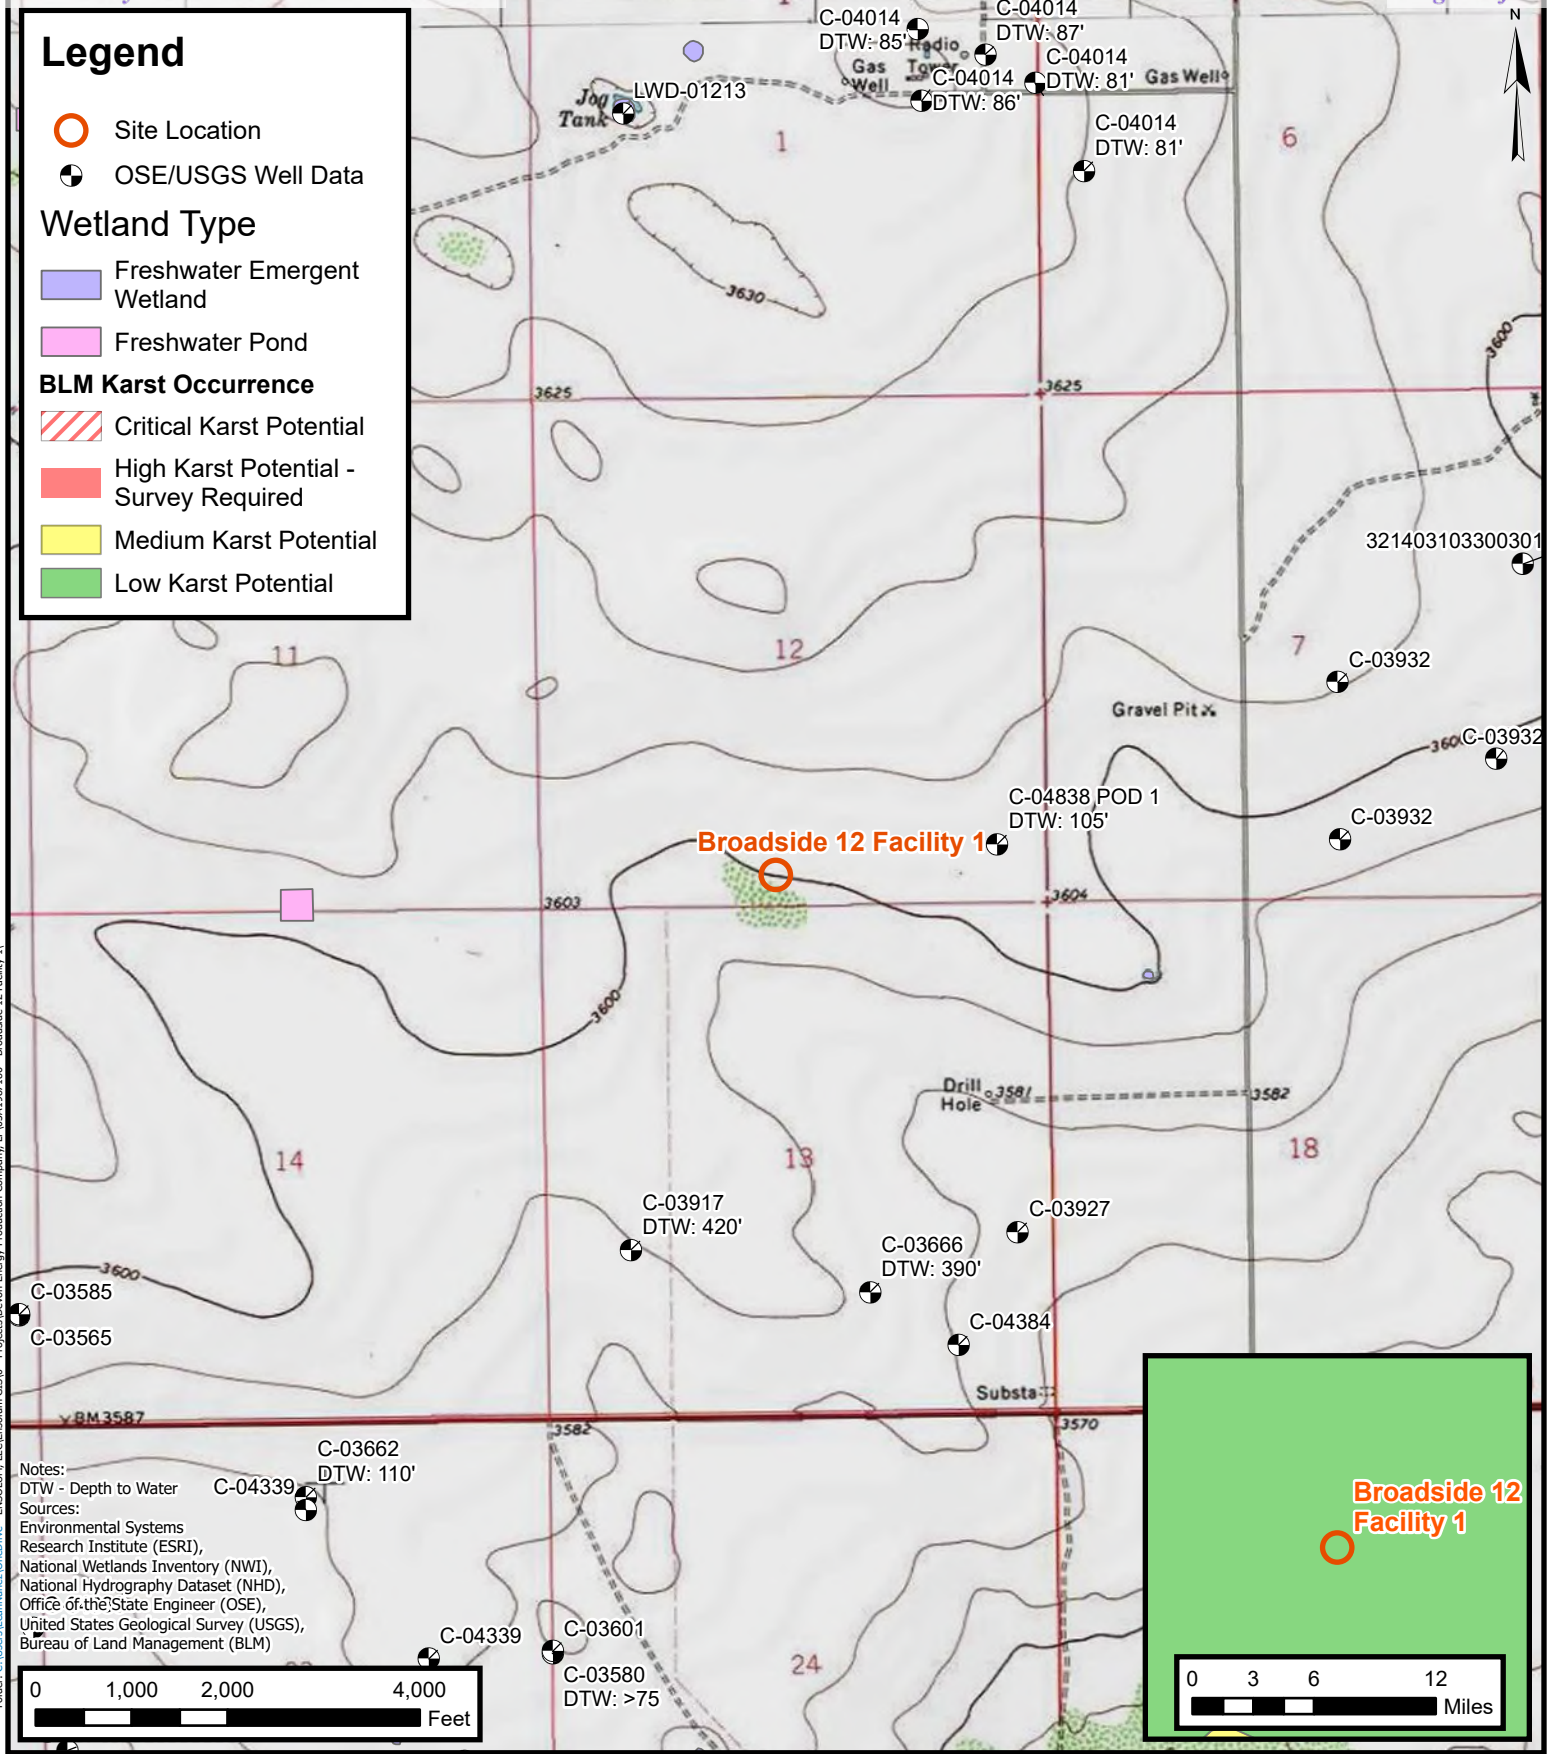 Legend
Site Location
OSE/USGS Well Data
Wetland Type
Freshwater Emergent
Wetland
Freshwater Pond
BLM Karst Occurrence
Critical Karst Potential
High Karst Potential -
Survey Required
Medium Karst Potential
Low Karst Potential
N
C-04014
DTW: 85'
C-04014
DTW: 87'
Radio
Tower
Gas
Well
C-04014
DTW: 86'
C-04014
DTW: 81'
Gas Well
Jog
Tank
LWD-01213
C-04014
DTW: 81'
1
6
3630
3600
3625
3625
321403103300301
11
12
7
C-03932
Gravel Pit
3600
C-03932
C-04838 POD 1
DTW: 105'
C-03932
Broadside 12 Facility 1
3603
3604
3600
Drill
Hole
3581
3582
14
13
18
C-03917
DTW: 420'
C-03927
C-03666
DTW: 390'
3600
C-03585
C-03565
C-04384
Substa
BM 3587
3582
3570
C-03662
DTW: 110'
C-04339
Notes:
DTW - Depth to Water
Sources:
Environmental Systems
Research Institute (ESRI),
National Wetlands Inventory (NWI),
National Hydrography Dataset (NHD),
Office of the State Engineer (OSE),
United States Geological Survey (USGS),
Bureau of Land Management (BLM)
C-04339
C-03601
C-03580
DTW: >75
24
0 1,000 2,000 4,000
Feet
Broadside 12
Facility 1
0 3 6 12
Miles